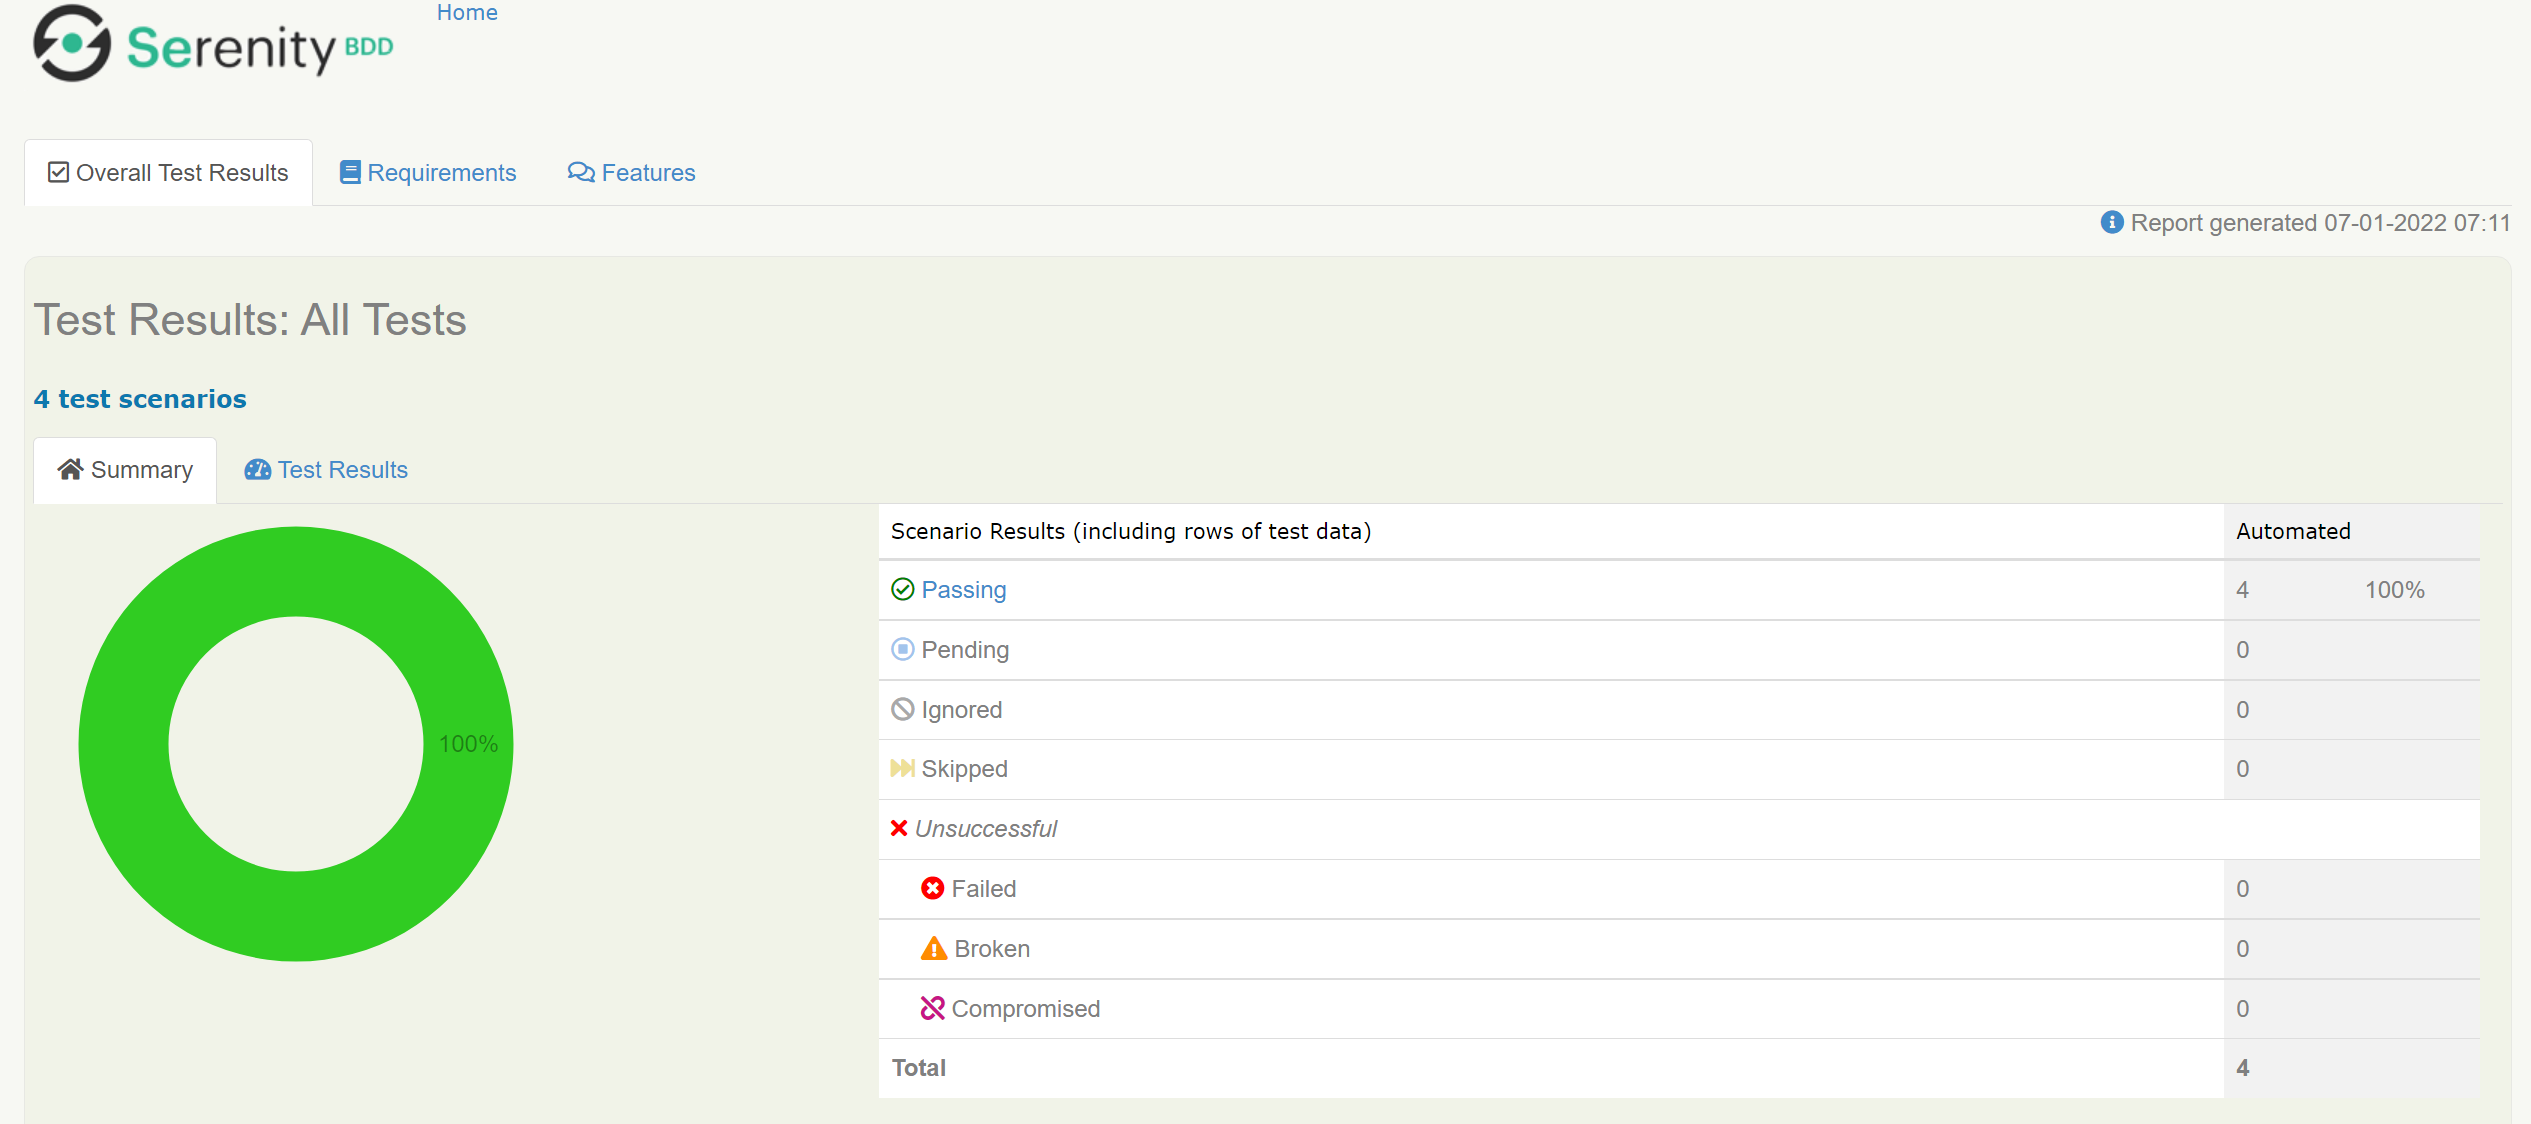 Home
Serenity BDD
Overall Test Results Requirements Features
Report generated 07-01-2022 07:11
Test Results: All Tests
4 test scenarios
Summary Test Results
100%
Scenario Results (including rows of test data) Automated
Passing 4 100%
Pending 0
Ignored 0
Skipped 0
Unsuccessful
Failed 0
Broken 0
Compromised 0
Total 4